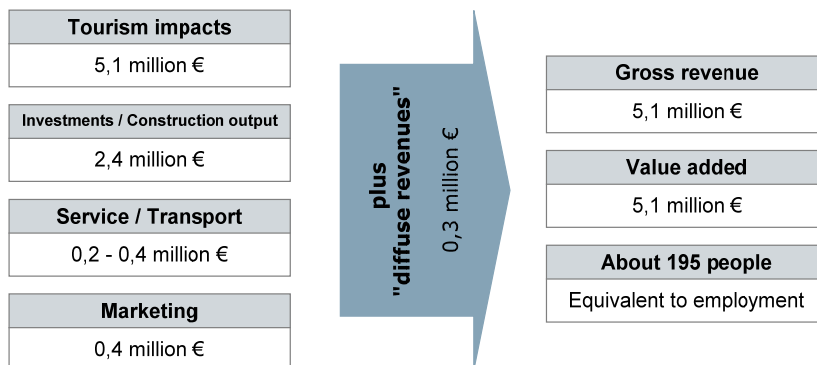 Tourism impacts
5,1 million €
Investments / Construction output
2,4 million €
Service / Transport
0,2 - 0,4 million €
Marketing
0,4 million €
plus
"diffuse revenues"
0,3 million €
Gross revenue
5,1 million €
Value added
5,1 million €
About 195 people
Equivalent to employment